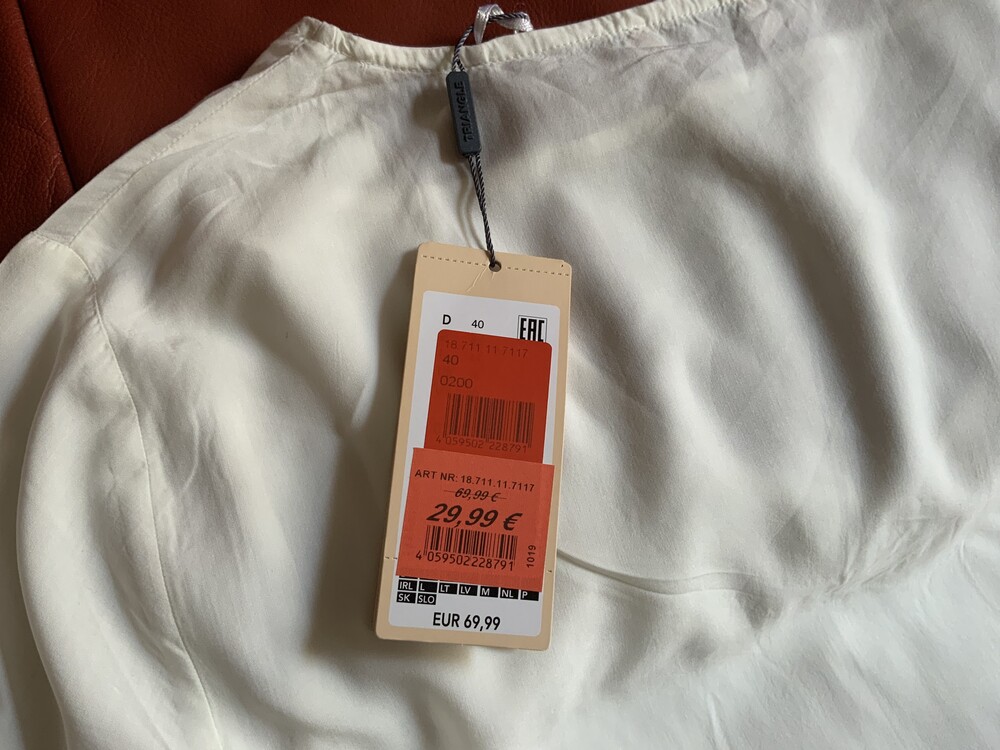 TRIANGLE
D 40 EAC
18.711.11.7117
40
0200
4 059502 228791
ART NR: 18.711.11.7117
69,99 €
29,99 €
4 059502 228791
1019
IRL L LT LV M NL P
SK SLO
EUR 69,99